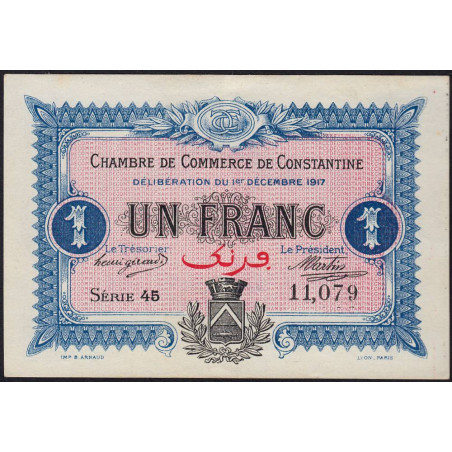 CHAMBRE DE COMMERCE DE CONSTANTINE
DÉLIBÉRATION DU 1ER DÉCEMBRE 1917
1 UN FRANC 1
Le Trésorier Le Président
فرنك
SÉRIE 45 11,079
IMP. B. ARNAUD LYON, PARIS